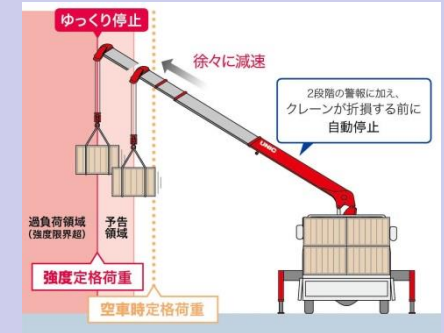 ゆっくり停止
徐々に減速
2段階の警報に加え、
クレーンが折損する前に
自動停止
UNIC
過負荷領域
(強度限界超)
予告
領域
強度定格荷重
空車時定格荷重